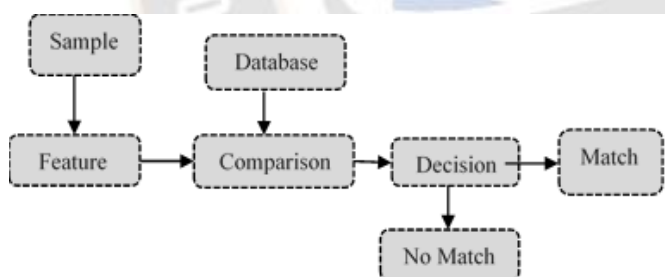 Sample
Database
Feature
Comparison
Decision
Match
No Match